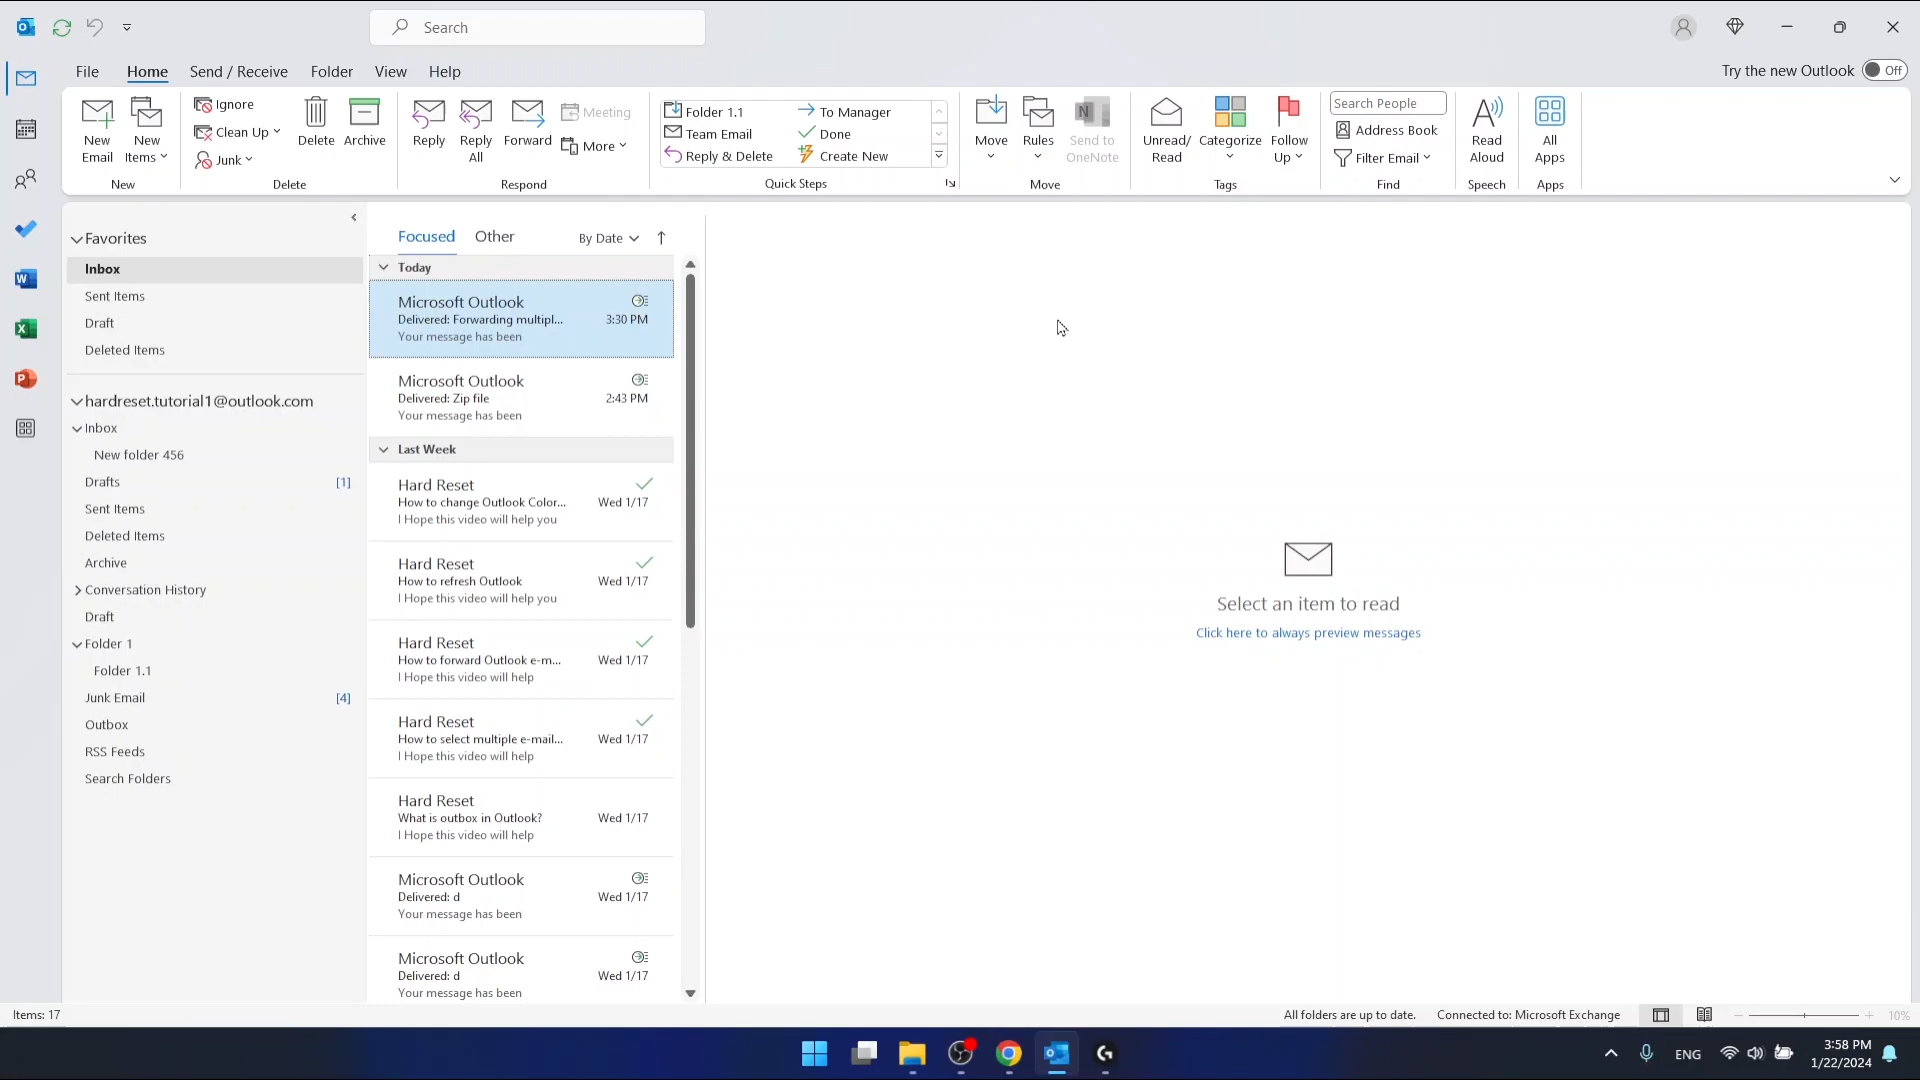 Search
File Home Send / Receive Folder View Help
Try the new Outlook Off
New Email
New Items
New
Ignore
Clean Up
Junk
Delete
Archive
Delete
Reply
Reply All
Forward
Meeting
More
Respond
Folder 1.1
Team Email
Reply & Delete
To Manager
Done
Create New
Quick Steps
Move
Rules
Send to OneNote
Move
Unread/ Read
Categorize
Follow Up
Tags
Search People
Address Book
Filter Email
Find
Read Aloud
Speech
All Apps
Apps
Favorites
Inbox
Sent Items
Draft
Deleted Items
hardreset.tutorial1@outlook.com
Inbox
New folder 456
Drafts [1]
Sent Items
Deleted Items
Archive
Conversation History
Draft
Folder 1
Folder 1.1
Junk Email [4]
Outbox
RSS Feeds
Search Folders
Focused Other By Date
Today
Microsoft Outlook
Delivered: Forwarding multipl... 3:30 PM
Your message has been
Microsoft Outlook
Delivered: Zip file 2:43 PM
Your message has been
Last Week
Hard Reset
How to change Outlook Color... Wed 1/17
I Hope this video will help you
Hard Reset
How to refresh Outlook Wed 1/17
I Hope this video will help you
Hard Reset
How to forward Outlook e-m... Wed 1/17
I Hope this video will help
Hard Reset
How to select multiple e-mail... Wed 1/17
I Hope this video will help
Hard Reset
What is outbox in Outlook? Wed 1/17
I Hope this video will help
Microsoft Outlook
Delivered: d Wed 1/17
Your message has been
Microsoft Outlook
Delivered: d Wed 1/17
Your message has been
Select an item to read
Click here to always preview messages
Items: 17
All folders are up to date. Connected to: Microsoft Exchange 10%
ENG
3:58 PM
1/22/2024